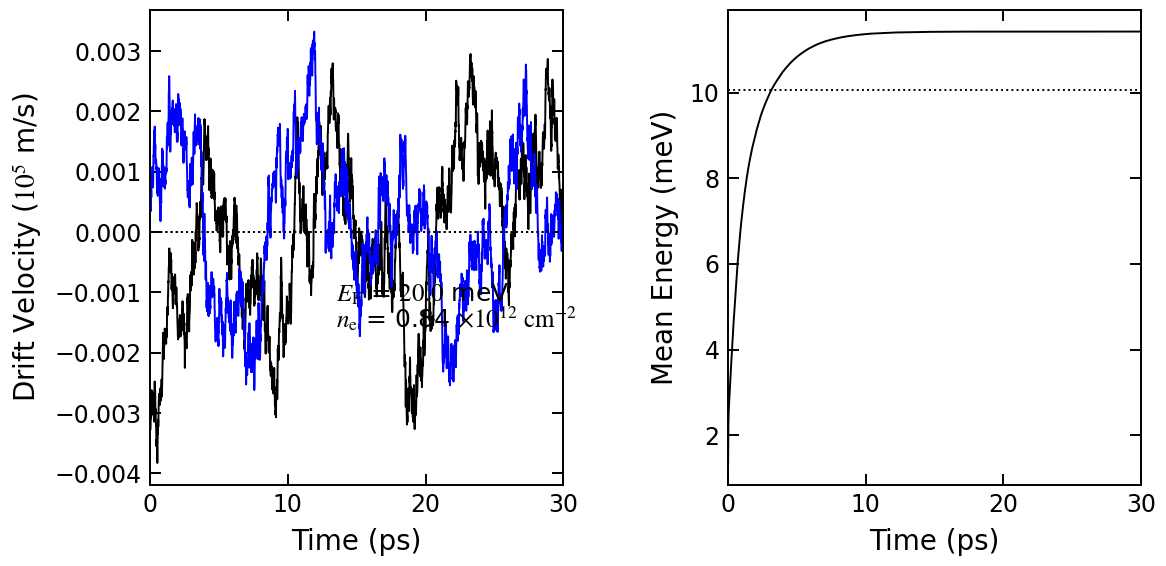 Drift Velocity (10⁵ m/s)
0.003
0.002
0.001
0.000
−0.001
−0.002
−0.003
−0.004
E_F = 20.0 meV
n_e = 0.84 ×10¹² cm⁻²
0 10 20 30
Time (ps)
Mean Energy (meV)
10
8
6
4
2
0 10 20 30
Time (ps)